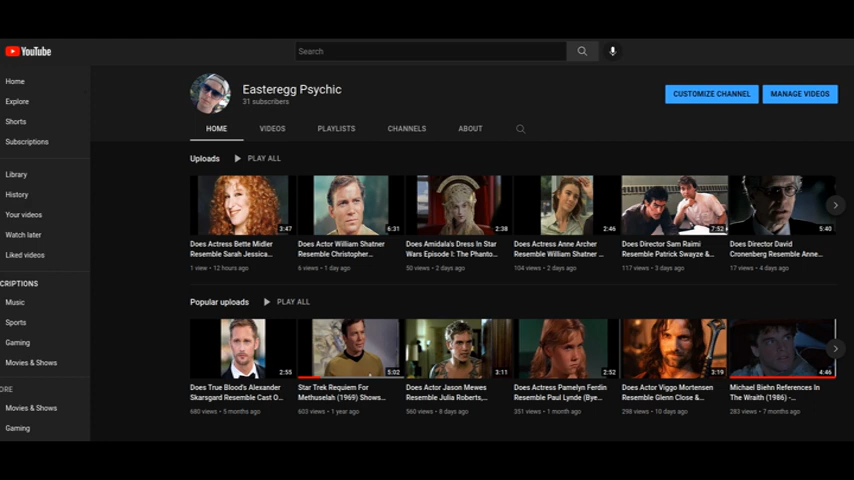 YouTube
Search
Home
Explore
Shorts
Subscriptions
Library
History
Your videos
Watch later
Liked videos
CRIPTIONS
Music
Sports
Gaming
Movies & Shows
ORE
Movies & Shows
Gaming
Easteregg Psychic
31 subscribers
CUSTOMIZE CHANNEL
MANAGE VIDEOS
HOME
VIDEOS
PLAYLISTS
CHANNELS
ABOUT
Uploads
PLAY ALL
3:47
Does Actress Bette Midler
Resemble Sarah Jessica...
1 view • 12 hours ago
6:31
Does Actor William Shatner
Resemble Christopher...
6 views • 1 day ago
2:38
Does Amidala's Dress In Star
Wars Episode I: The Phanto...
50 views • 2 days ago
2:46
Does Actress Anne Archer
Resemble William Shatner ...
104 views • 2 days ago
7:52
Does Director Sam Raimi
Resemble Patrick Swayze &...
117 views • 3 days ago
5:40
Does Director David
Cronenberg Resemble Anne...
17 views • 4 days ago
Popular uploads
PLAY ALL
2:55
Does True Blood's Alexander
Skarsgard Resemble Cast O...
680 views • 5 months ago
5:02
Star Trek Requiem For
Methuselah (1969) Shows...
603 views • 1 year ago
3:11
Does Actor Jason Mewes
Resemble Julia Roberts,...
560 views • 8 days ago
2:52
Does Actress Pamelyn Ferdin
Resemble Paul Lynde (Bye...
351 views • 1 month ago
3:19
Does Actor Viggo Mortensen
Resemble Glenn Close &...
298 views • 10 days ago
4:46
Michael Biehn References In
The Wraith (1986) -...
283 views • 7 months ago